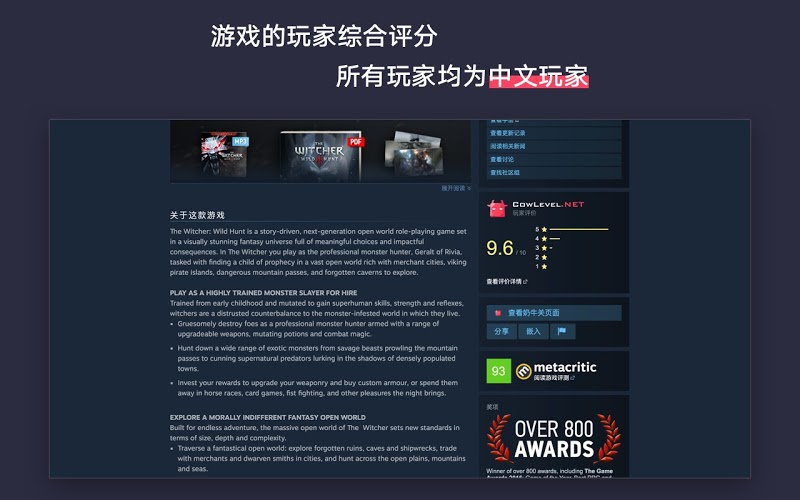 游戏的玩家综合评分
所有玩家均为中文玩家
MP3
PDF
THE
WITCHER
WILD HUNT
展开阅读
关于这款游戏
The Witcher: Wild Hunt is a story-driven, next-generation open world role-playing game set
in a visually stunning fantasy universe full of meaningful choices and impactful
consequences. In The Witcher you play as the professional monster hunter, Geralt of Rivia,
tasked with finding a child of prophecy in a vast open world rich with merchant cities, viking
pirate islands, dangerous mountain passes, and forgotten caverns to explore.
PLAY AS A HIGHLY TRAINED MONSTER SLAYER FOR HIRE
Trained from early childhood and mutated to gain superhuman skills, strength and reflexes,
witchers are a distrusted counterbalance to the monster-infested world in which they live.
• Gruesomely destroy foes as a professional monster hunter armed with a range of
upgradeable weapons, mutating potions and combat magic.
• Hunt down a wide range of exotic monsters from savage beasts prowling the mountain
passes to cunning supernatural predators lurking in the shadows of densely populated
towns.
• Invest your rewards to upgrade your weaponry and buy custom armour, or spend them
away in horse races, card games, fist fighting, and other pleasures the night brings.
EXPLORE A MORALLY INDIFFERENT FANTASY OPEN WORLD
Built for endless adventure, the massive open world of The Witcher sets new standards in
terms of size, depth and complexity.
• Traverse a fantastical open world: explore forgotten ruins, caves and shipwrecks, trade
with merchants and dwarven smiths in cities, and hunt across the open plains, mountains
and seas.
查看更新记录
阅读相关新闻
查看讨论
查找社区组
COWLEVEL.NET
玩家评价
9.6 / 10
5 ★
4 ★
3 ★
2 ★
1 ★
查看评价详情
查看奶牛关页面
分享
嵌入
93
metacritic
阅读游戏评测
奖项
OVER 800
AWARDS
Winner of over 800 awards, including The Game